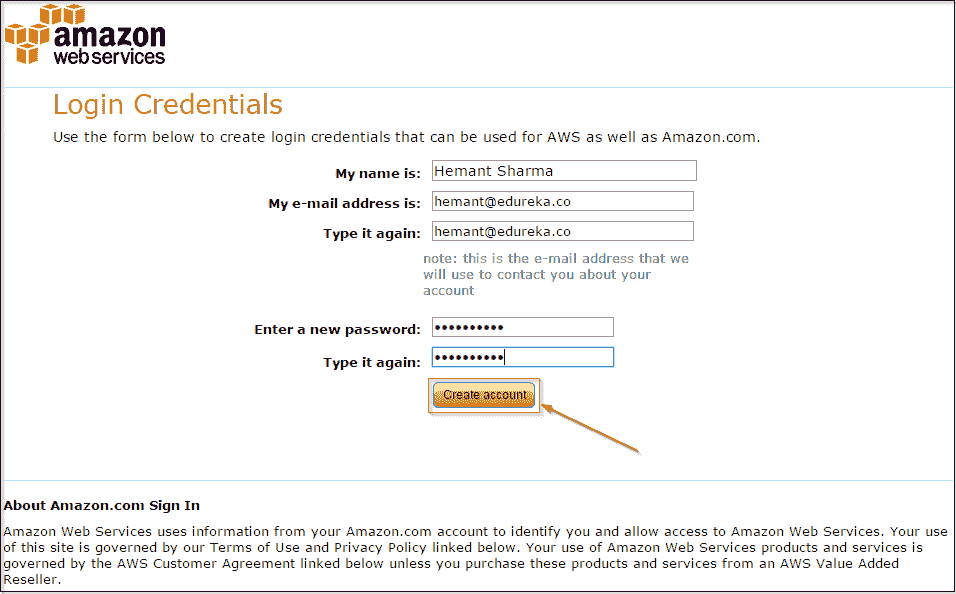 amazon
web services
Login Credentials
Use the form below to create login credentials that can be used for AWS as well as Amazon.com.
My name is: Hemant Sharma
My e-mail address is: hemant@edureka.co
Type it again: hemant@edureka.co
note: this is the e-mail address that we
will use to contact you about your
account
Enter a new password: ••••••••••
Type it again: ••••••••••
Create account
About Amazon.com Sign In
Amazon Web Services uses information from your Amazon.com account to identify you and allow access to Amazon Web Services. Your use
of this site is governed by our Terms of Use and Privacy Policy linked below. Your use of Amazon Web Services products and services is
governed by the AWS Customer Agreement linked below unless you purchase these products and services from an AWS Value Added
Reseller.